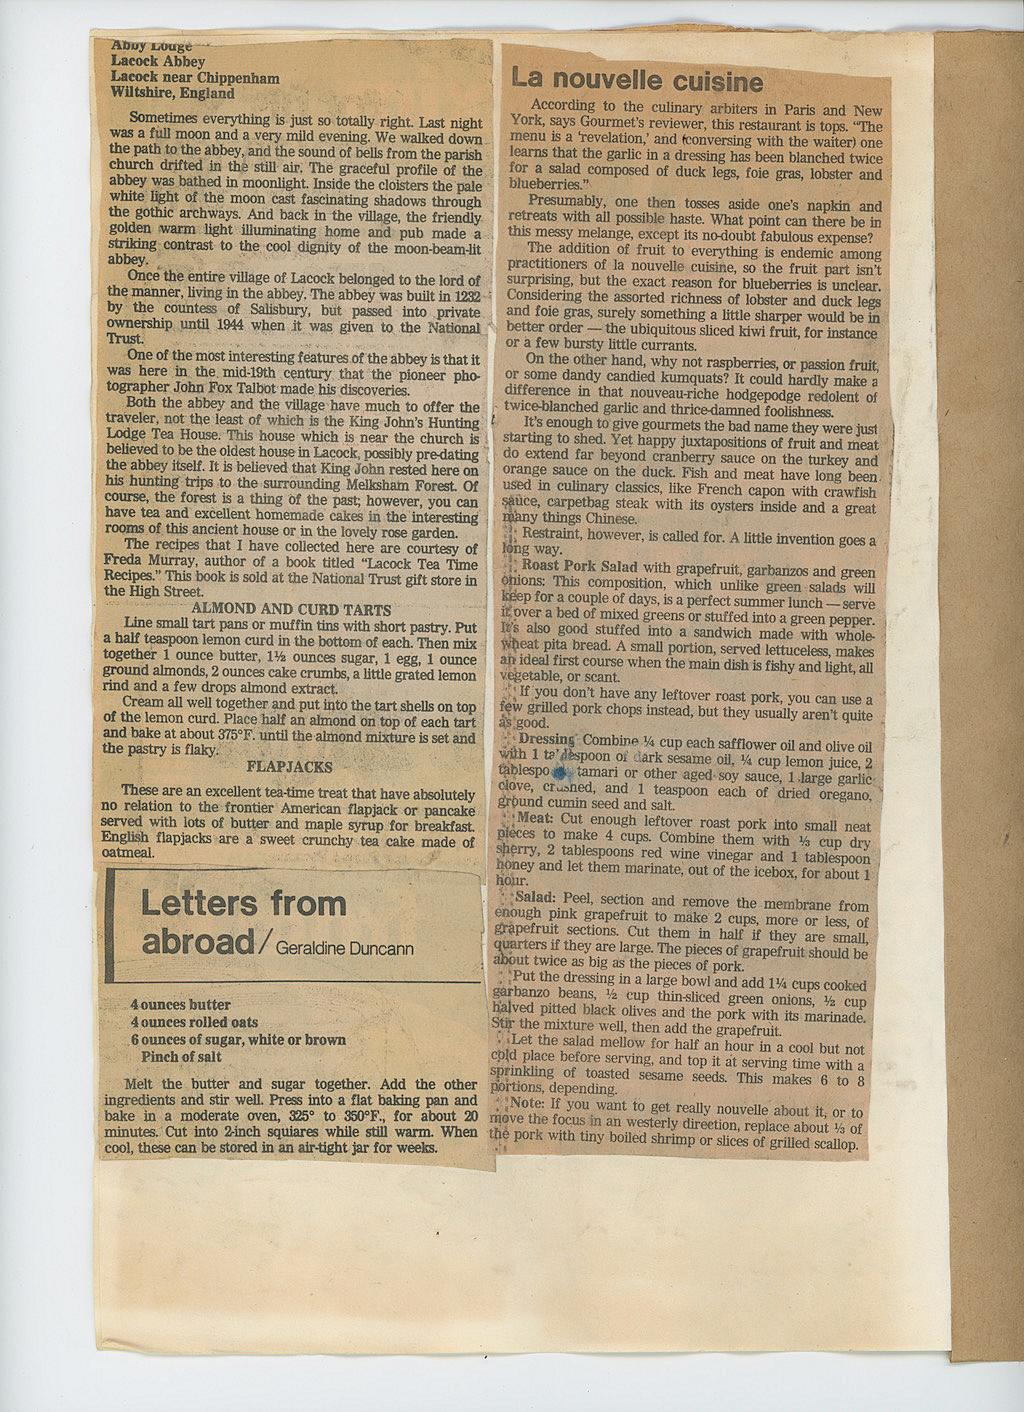 Abby Louge
Lacock Abbey
Lacock near Chippenham
Wiltshire, England
Sometimes everything is just so totally right. Last night
was a full moon and a very mild evening. We walked down
the path to the abbey, and the sound of bells from the parish
church drifted in the still air. The graceful profile of the
abbey was bathed in moonlight. Inside the cloisters the pale
white light of the moon cast fascinating shadows through
the gothic archways. And back in the village, the friendly
golden warm light illuminating home and pub made a
striking contrast to the cool dignity of the moon-beam-lit
abbey.
Once the entire village of Lacock belonged to the lord of
the manner, living in the abbey. The abbey was built in 1232
by the countess of Salisbury, but passed into private
ownership until 1944 when it was given to the National
Trust.
One of the most interesting features of the abbey is that it
was here in the mid-19th century that the pioneer pho-
tographer John Fox Talbot made his discoveries.
Both the abbey and the village have much to offer the
traveler, not the least of which is the King John's Hunting
Lodge Tea House. This house which is near the church is
believed to be the oldest house in Lacock, possibly pre-dating
the abbey itself. It is believed that King John rested here on
his hunting trips to the surrounding Melksham Forest. Of
course, the forest is a thing of the past; however, you can
have tea and excellent homemade cakes in the interesting
rooms of this ancient house or in the lovely rose garden.
The recipes that I have collected here are courtesy of
Freda Murray, author of a book titled "Lacock Tea Time
Recipes." This book is sold at the National Trust gift store in
the High Street.
ALMOND AND CURD TARTS
Line small tart pans or muffin tins with short pastry. Put
a half teaspoon lemon curd in the bottom of each. Then mix
together 1 ounce butter, 1½ ounces sugar, 1 egg, 1 ounce
ground almonds, 2 ounces cake crumbs, a little grated lemon
rind and a few drops almond extract.
Cream all well together and put into the tart shells on top
of the lemon curd. Place half an almond on top of each tart
and bake at about 375°F. until the almond mixture is set and
the pastry is flaky.
FLAPJACKS
These are an excellent tea-time treat that have absolutely
no relation to the frontier American flapjack or pancake
served with lots of butter and maple syrup for breakfast.
English flapjacks are a sweet crunchy tea cake made of
oatmeal.
Letters from
abroad/ Geraldine Duncann
4 ounces butter
4 ounces rolled oats
6 ounces of sugar, white or brown
Pinch of salt
Melt the butter and sugar together. Add the other
ingredients and stir well. Press into a flat baking pan and
bake in a moderate oven, 325° to 350°F., for about 20
minutes. Cut into 2-inch squiares while still warm. When
cool, these can be stored in an air-tight jar for weeks.
La nouvelle cuisine
According to the culinary arbiters in Paris and New
York, says Gourmet's reviewer, this restaurant is tops. "The
menu is a 'revelation,' and (conversing with the waiter) one
learns that the garlic in a dressing has been blanched twice
for a salad composed of duck legs, foie gras, lobster and
blueberries."
Presumably, one then tosses aside one's napkin and
retreats with all possible haste. What point can there be in
this messy melange, except its no-doubt fabulous expense?
The addition of fruit to everything is endemic among
practitioners of la nouvelle cuisine, so the fruit part isn't
surprising, but the exact reason for blueberries is unclear.
Considering the assorted richness of lobster and duck legs
and foie gras, surely something a little sharper would be in
better order — the ubiquitous sliced kiwi fruit, for instance
or a few bursty little currants.
On the other hand, why not raspberries, or passion fruit,
or some dandy candied kumquats? It could hardly make a
difference in that nouveau-riche hodgepodge redolent of
twice-blanched garlic and thrice-damned foolishness.
It's enough to give gourmets the bad name they were just
starting to shed. Yet happy juxtapositions of fruit and meat
do extend far beyond cranberry sauce on the turkey and
orange sauce on the duck. Fish and meat have long been
used in culinary classics, like French capon with crawfish
sauce, carpetbag steak with its oysters inside and a great
many things Chinese.
Restraint, however, is called for. A little invention goes a
long way.
Roast Pork Salad with grapefruit, garbanzos and green
onions: This composition, which unlike green salads will
keep for a couple of days, is a perfect summer lunch — serve
it over a bed of mixed greens or stuffed into a green pepper.
It's also good stuffed into a sandwich made with whole-
wheat pita bread. A small portion, served lettuceless, makes
an ideal first course when the main dish is fishy and light, all
vegetable, or scant.
If you don't have any leftover roast pork, you can use a
few grilled pork chops instead, but they usually aren't quite
as good.
Dressing Combine ¼ cup each safflower oil and olive oil
with 1 tablespoon of dark sesame oil, ¼ cup lemon juice, 2
tablespo tamari or other aged soy sauce, 1 large garlic
clove, crushed, and 1 teaspoon each of dried oregano,
ground cumin seed and salt.
Meat: Cut enough leftover roast pork into small neat
pieces to make 4 cups. Combine them with ⅓ cup dry
sherry, 2 tablespoons red wine vinegar and 1 tablespoon
honey and let them marinate, out of the icebox, for about 1
hour.
Salad: Peel, section and remove the membrane from
enough pink grapefruit to make 2 cups, more or less, of
grapefruit sections. Cut them in half if they are small,
quarters if they are large. The pieces of grapefruit should be
about twice as big as the pieces of pork.
Put the dressing in a large bowl and add 1¼ cups cooked
garbanzo beans, ½ cup thin-sliced green onions, ½ cup
halved pitted black olives and the pork with its marinade.
Stir the mixture well, then add the grapefruit.
Let the salad mellow for half an hour in a cool but not
cold place before serving, and top it at serving time with a
sprinkling of toasted sesame seeds. This makes 6 to 8
portions, depending.
Note: If you want to get really nouvelle about it, or to
move the focus in an westerly direction, replace about ⅓ of
the pork with tiny boiled shrimp or slices of grilled scallop.